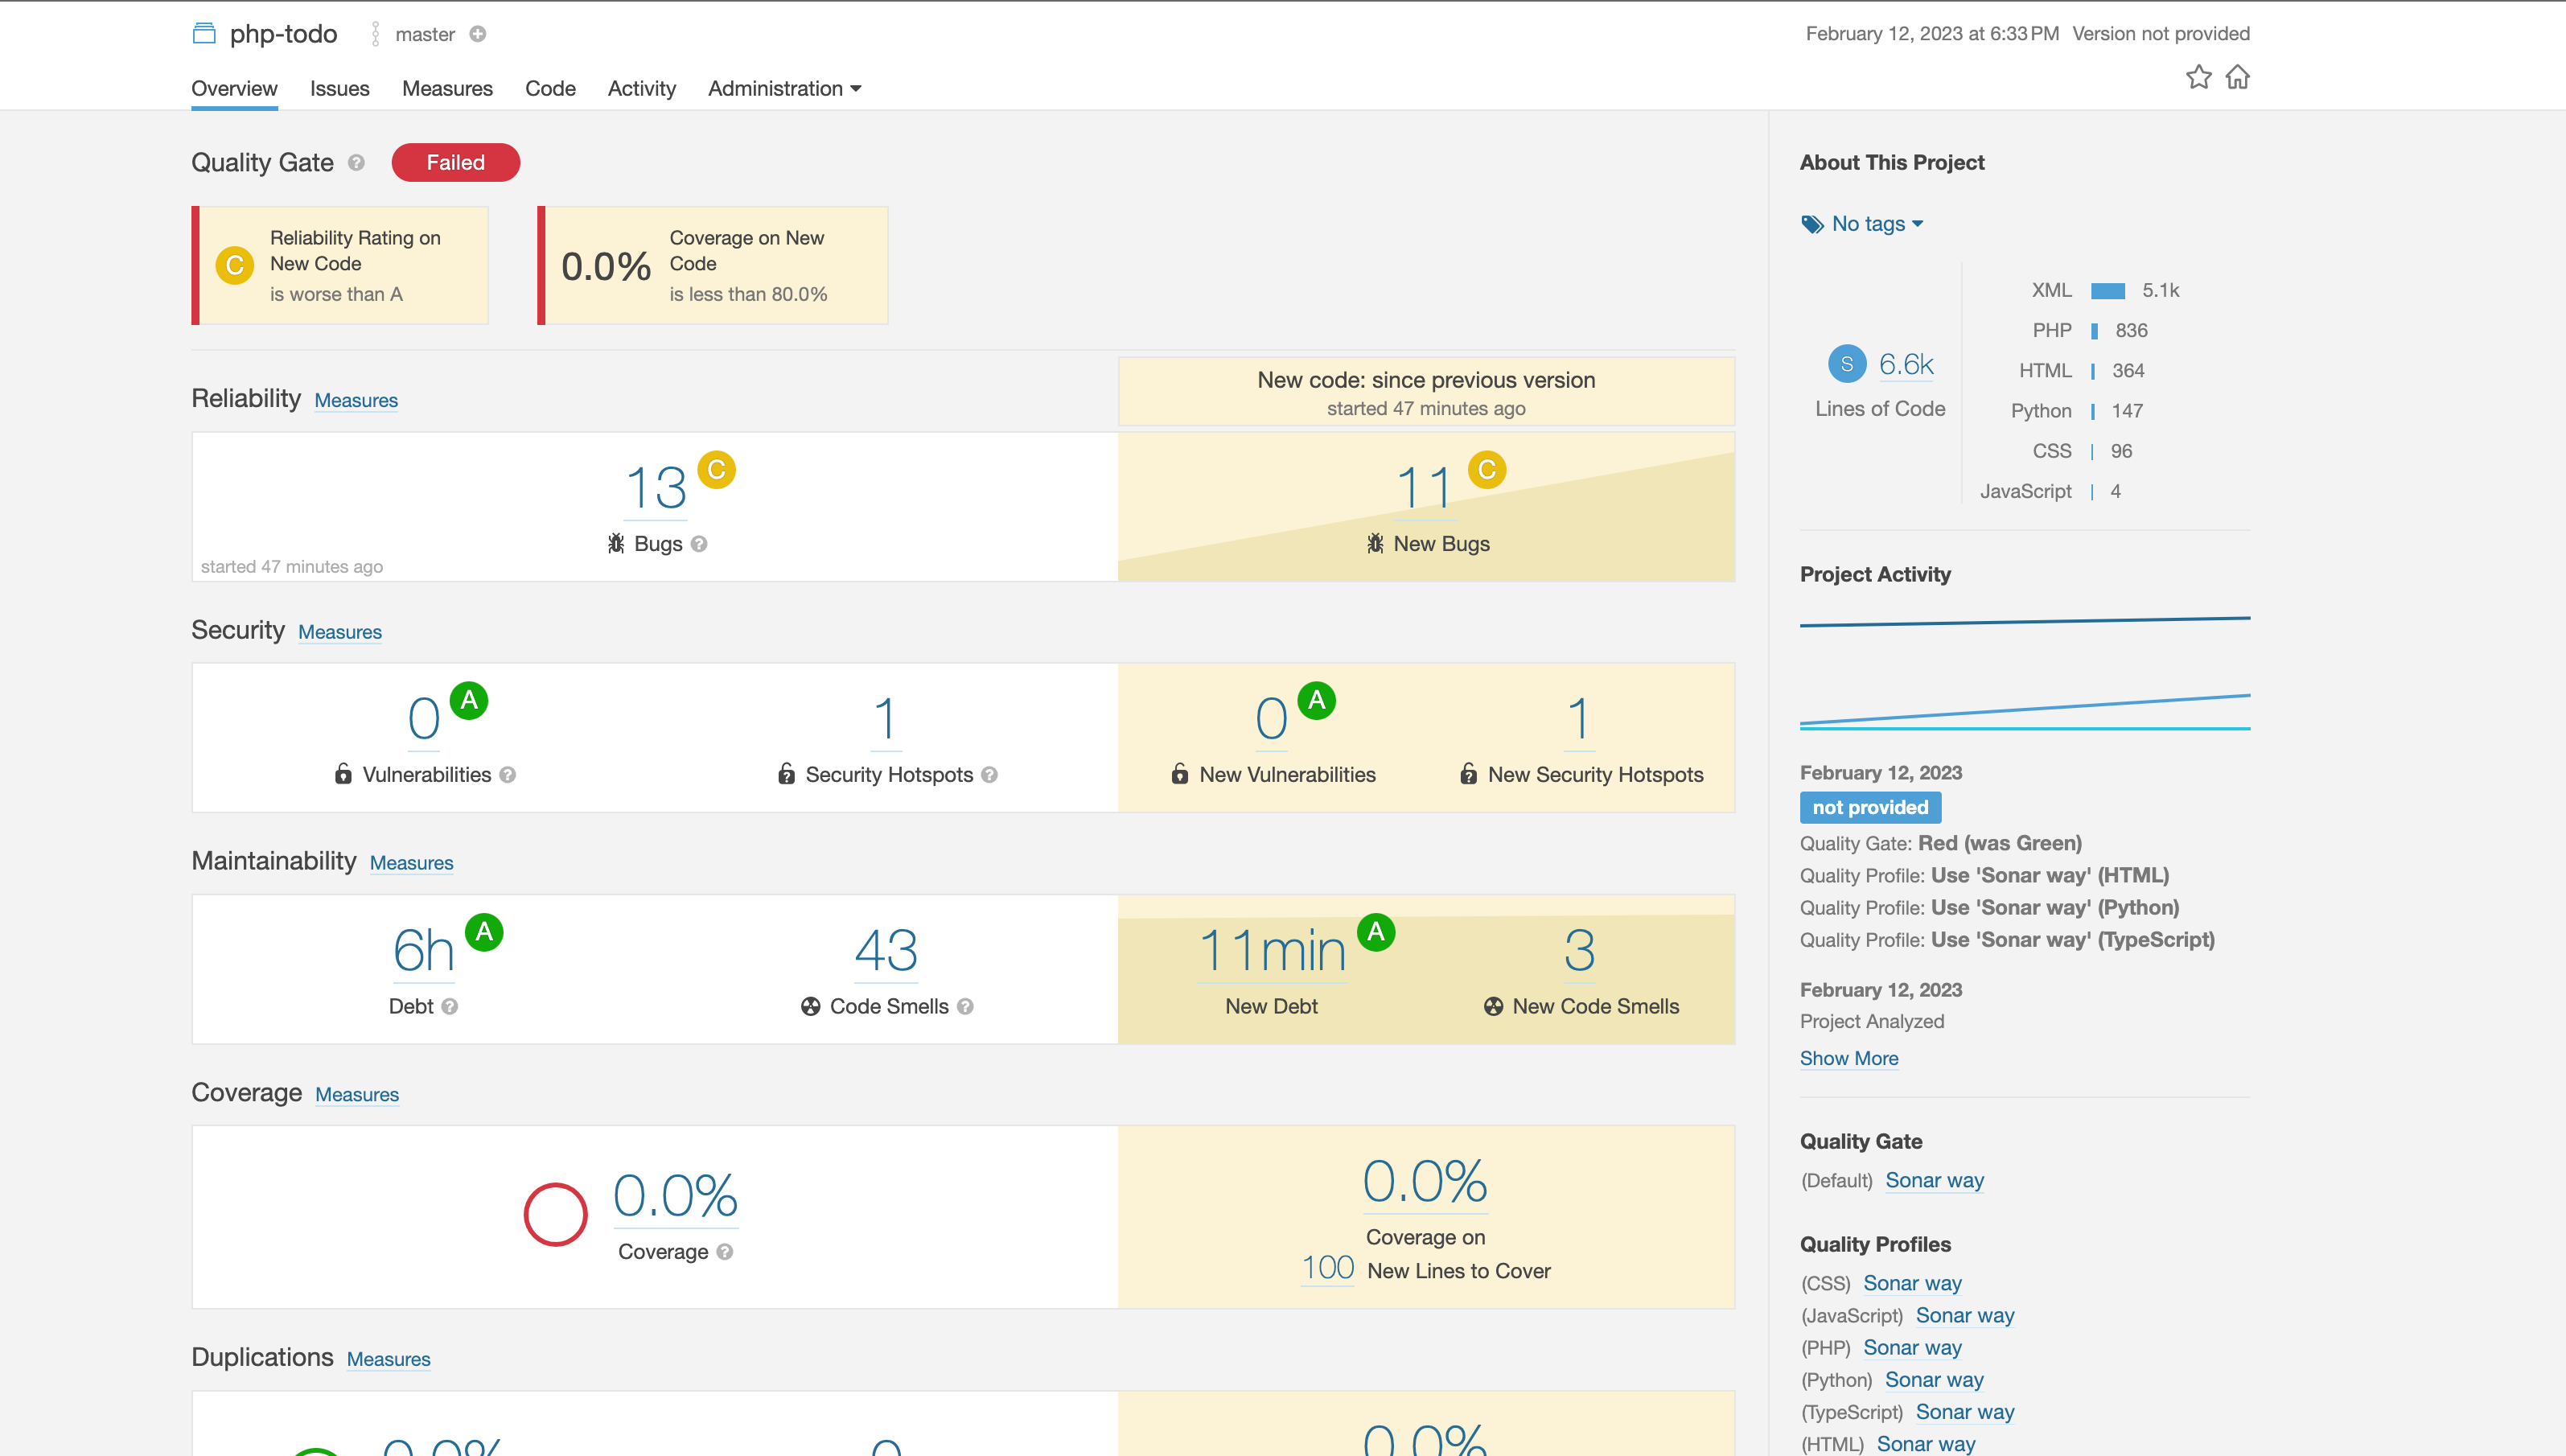 php-todo
master
February 12, 2023 at 6:33 PM Version not provided
Overview Issues Measures Code Activity Administration
Quality Gate ? Failed
C
Reliability Rating on
New Code
is worse than A
0.0%
Coverage on New
Code
is less than 80.0%
New code: since previous version
started 47 minutes ago
Reliability Measures
13 C
Bugs ?
started 47 minutes ago
11 C
New Bugs
Security Measures
0 A
Vulnerabilities ?
1
Security Hotspots ?
0 A
New Vulnerabilities
1
New Security Hotspots
Maintainability Measures
6h A
Debt ?
43
Code Smells ?
11min A
New Debt
3
New Code Smells
Coverage Measures
0.0%
Coverage ?
0.0%
Coverage on
100 New Lines to Cover
Duplications Measures
0.0%
0
0.0%
About This Project
No tags
S 6.6k
Lines of Code
XML 5.1k
PHP 836
HTML 364
Python 147
CSS 96
JavaScript 4
Project Activity
February 12, 2023
not provided
Quality Gate: Red (was Green)
Quality Profile: Use 'Sonar way' (HTML)
Quality Profile: Use 'Sonar way' (Python)
Quality Profile: Use 'Sonar way' (TypeScript)
February 12, 2023
Project Analyzed
Show More
Quality Gate
(Default) Sonar way
Quality Profiles
(CSS) Sonar way
(JavaScript) Sonar way
(PHP) Sonar way
(Python) Sonar way
(TypeScript) Sonar way
(HTML) Sonar way